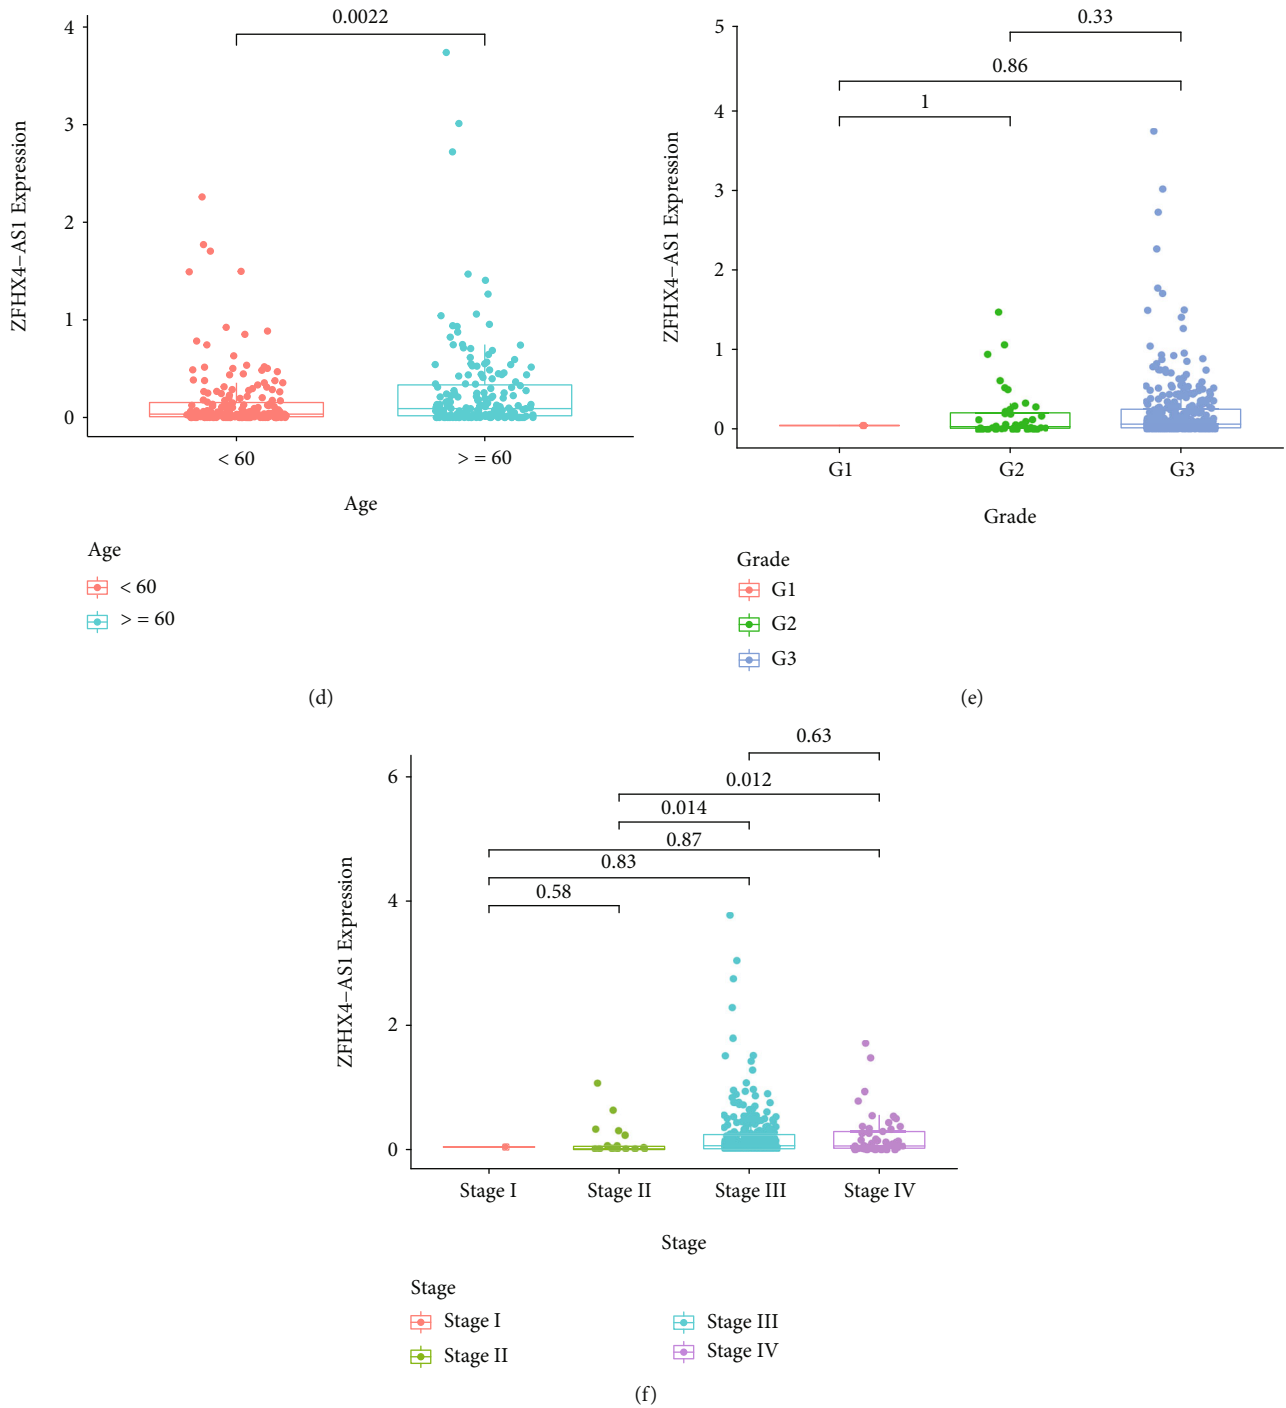 0.0022
4
3
2
1
0
ZFHX4–AS1 Expression
< 60
> = 60
Age
Age
< 60
> = 60
(d)
0.33
0.86
1
5
4
3
2
1
0
ZFHX4–AS1 Expression
G1
G2
G3
Grade
Grade
G1
G2
G3
(e)
0.63
0.012
0.014
0.87
0.83
0.58
6
4
2
0
ZFHX4–AS1 Expression
Stage I
Stage II
Stage III
Stage IV
Stage
Stage
Stage I
Stage II
Stage III
Stage IV
(f)